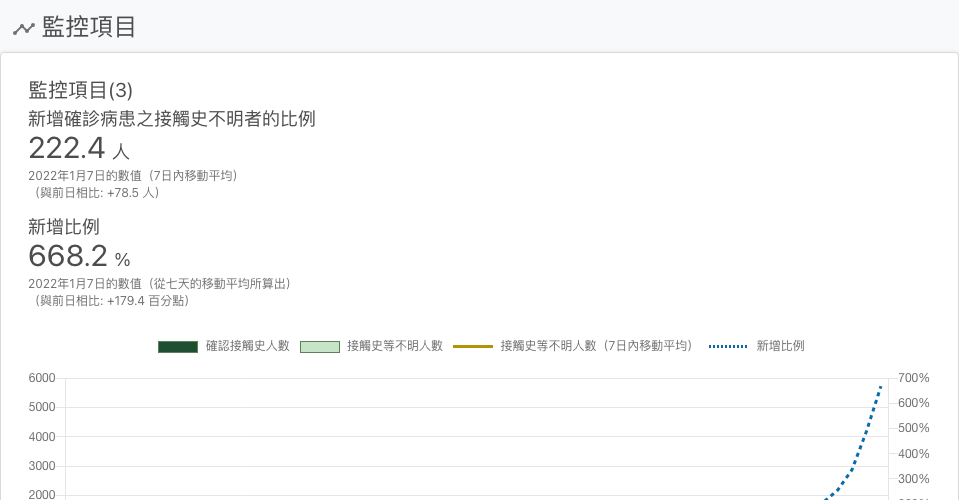 監控項目
監控項目(3)
新增確診病患之接觸史不明者的比例
222.4 人
2022年1月7日的數值（7日內移動平均）
（與前日相比: +78.5 人）
新增比例
668.2 %
2022年1月7日的數值（從七天的移動平均所算出）
（與前日相比: +179.4 百分點）
確認接觸史人數 接觸史等不明人數 接觸史等不明人數（7日內移動平均） 新增比例
6000 700%
5000 600%
4000 500%
3000 400%
2000 300%